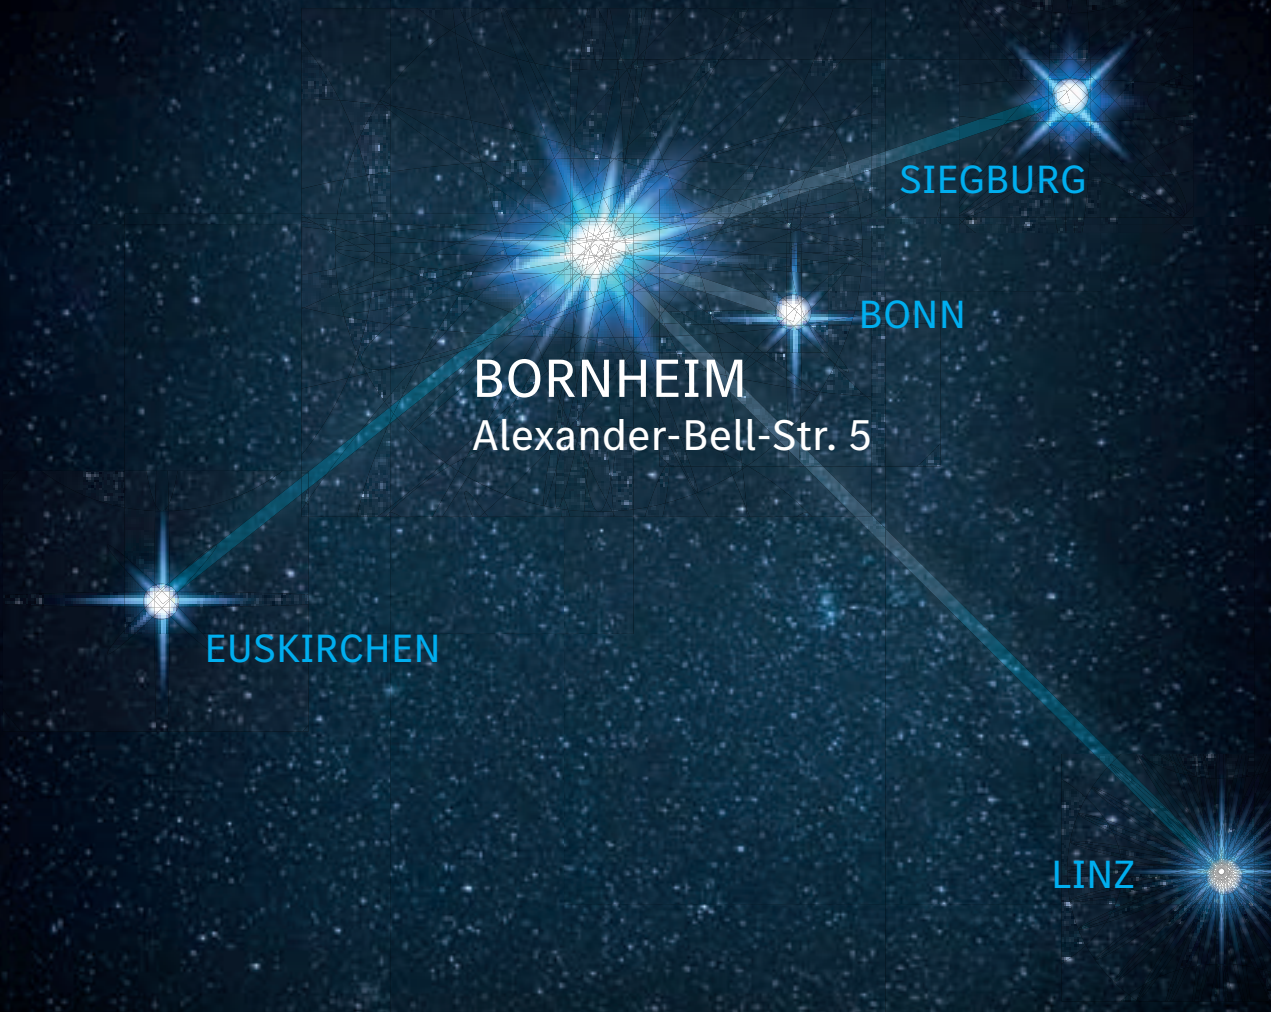 SIEGBURG
BONN
BORNHEIM
Alexander-Bell-Str. 5
EUSKIRCHEN
LINZ